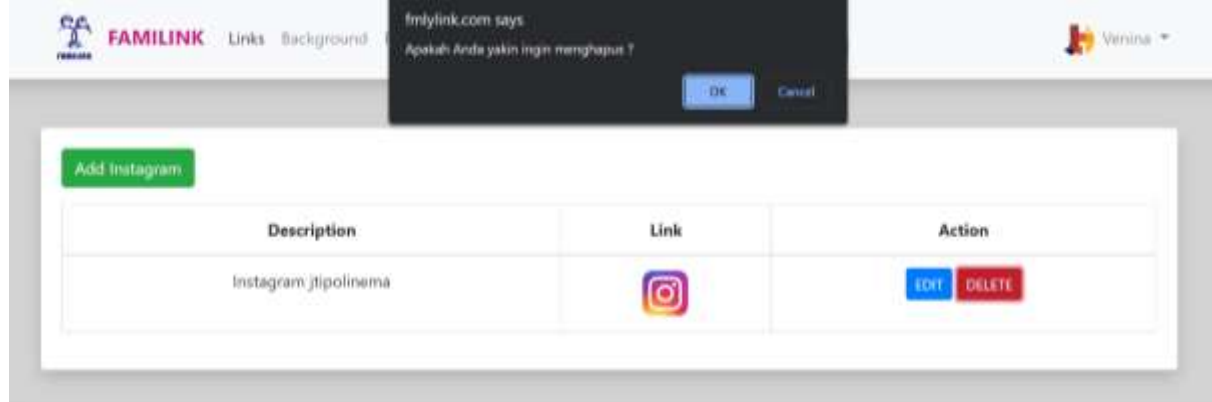 fmlylink.com says
Apakah Anda yakin ingin menghapus ?
OK Cancel
FAMILINK Links Background
Venina
Add Instagram
Description Link Action
Instagram jtipolinema
EDIT DELETE